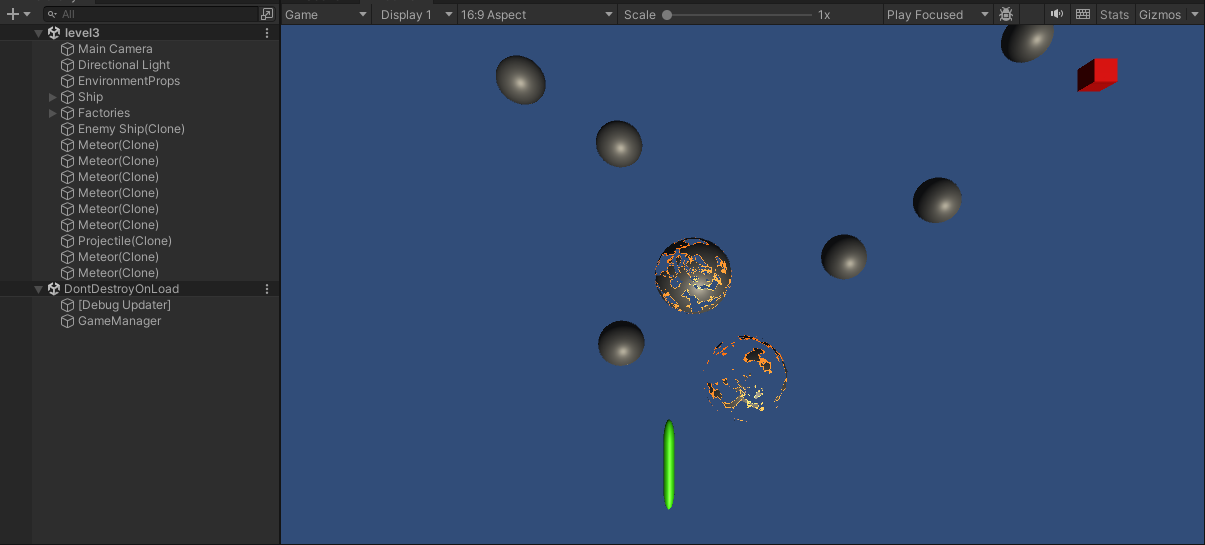 All
Game Display 1 16:9 Aspect Scale 1x Play Focused Stats Gizmos
level3
Main Camera
Directional Light
EnvironmentProps
Ship
Factories
Enemy Ship(Clone)
Meteor(Clone)
Meteor(Clone)
Meteor(Clone)
Meteor(Clone)
Meteor(Clone)
Meteor(Clone)
Projectile(Clone)
Meteor(Clone)
Meteor(Clone)
DontDestroyOnLoad
[Debug Updater]
GameManager